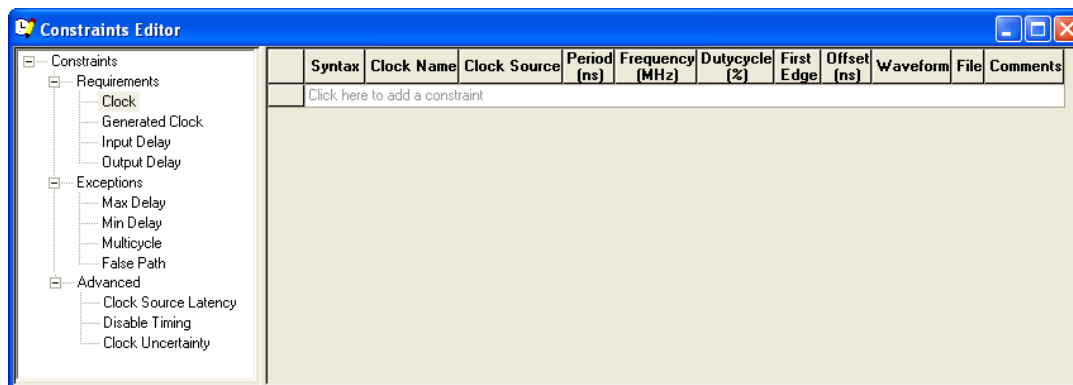 Constraints Editor
Constraints
Requirements
Clock
Generated Clock
Input Delay
Output Delay
Exceptions
Max Delay
Min Delay
Multicycle
False Path
Advanced
Clock Source Latency
Disable Timing
Clock Uncertainty
Syntax Clock Name Clock Source Period (ns) Frequency (MHz) Dutycycle (%) First Edge Offset (ns) Waveform File Comments
Click here to add a constraint